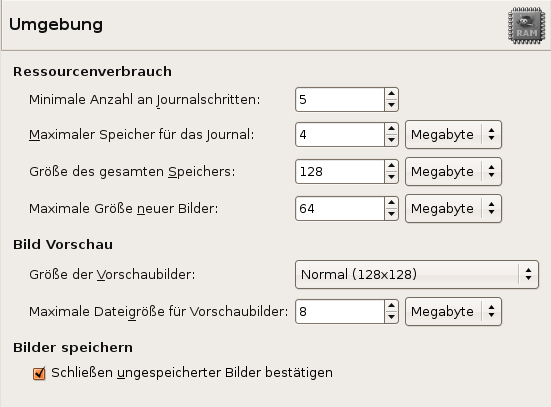 Umgebung
RAM
Ressourcenverbrauch
Minimale Anzahl an Journalschritten: 5
Maximaler Speicher für das Journal: 4 Megabyte
Größe des gesamten Speichers: 128 Megabyte
Maximale Größe neuer Bilder: 64 Megabyte
Bild Vorschau
Größe der Vorschaubilder: Normal (128x128)
Maximale Dateigröße für Vorschaubilder: 8 Megabyte
Bilder speichern
Schließen ungespeicherter Bilder bestätigen